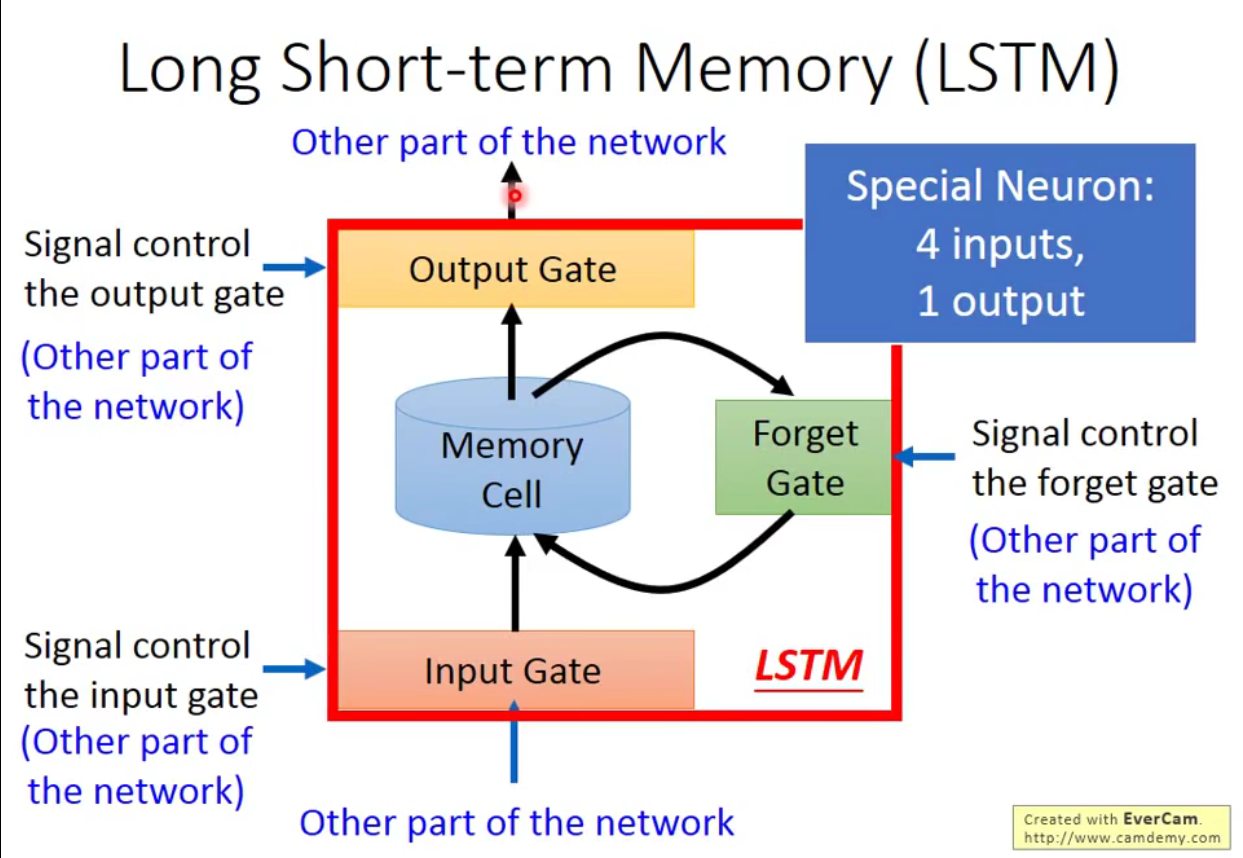 Long Short-term Memory (LSTM)
Other part of the network
Special Neuron:
4 inputs,
1 output
Signal control
the output gate
(Other part of
the network)
Output Gate
Memory
Cell
Forget
Gate
Signal control
the forget gate
(Other part of
the network)
Signal control
the input gate
(Other part of
the network)
Input Gate
LSTM
Other part of the network
Created with EverCam.
http://www.camdemy.com